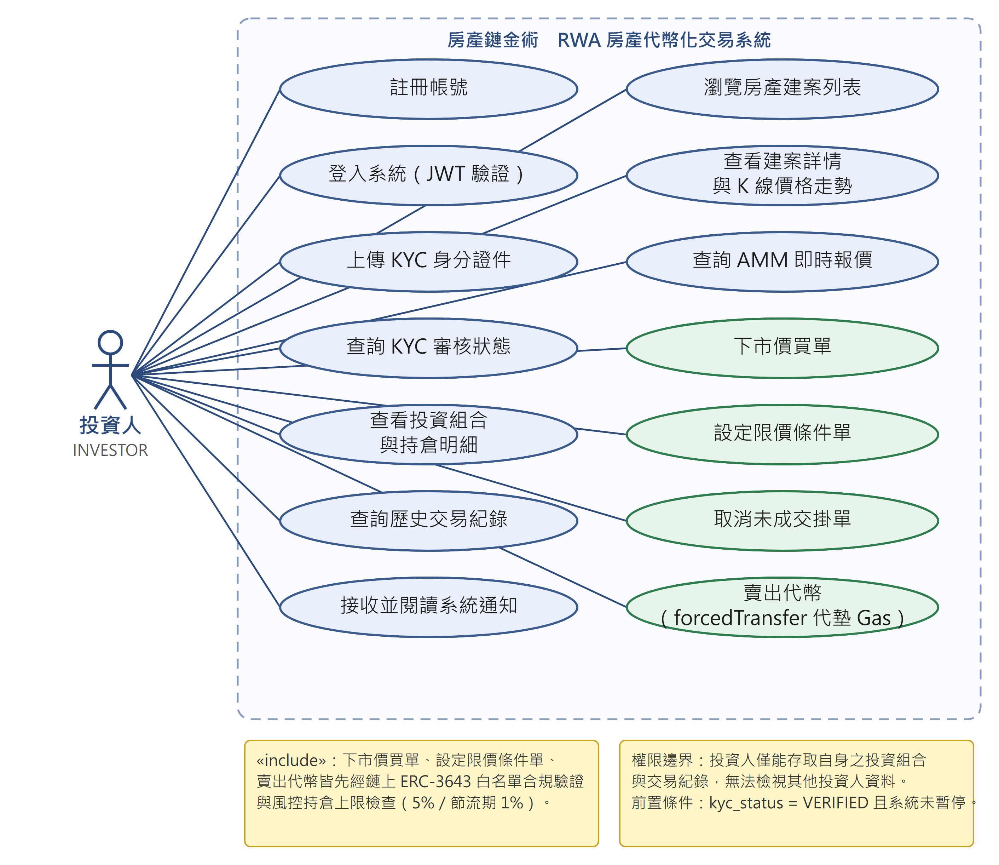 房產鏈金術　RWA 房產代幣化交易系統
註冊帳號
瀏覽房產建案列表
登入系統（JWT 驗證）
查看建案詳情
與 K 線價格走勢
上傳 KYC 身分證件
查詢 AMM 即時報價
查詢 KYC 審核狀態
下市價買單
投資人
INVESTOR
查看投資組合
與持倉明細
設定限價條件單
查詢歷史交易紀錄
取消未成交掛單
接收並閱讀系統通知
賣出代幣
（forcedTransfer 代墊 Gas）
«include»：下市價買單、設定限價條件單、
賣出代幣皆先經鏈上 ERC-3643 白名單合規驗證
與風控持倉上限檢查（5% / 節流期 1%）。
權限邊界：投資人僅能存取自身之投資組合
與交易紀錄，無法檢視其他投資人資料。
前置條件：kyc_status = VERIFIED 且系統未暫停。